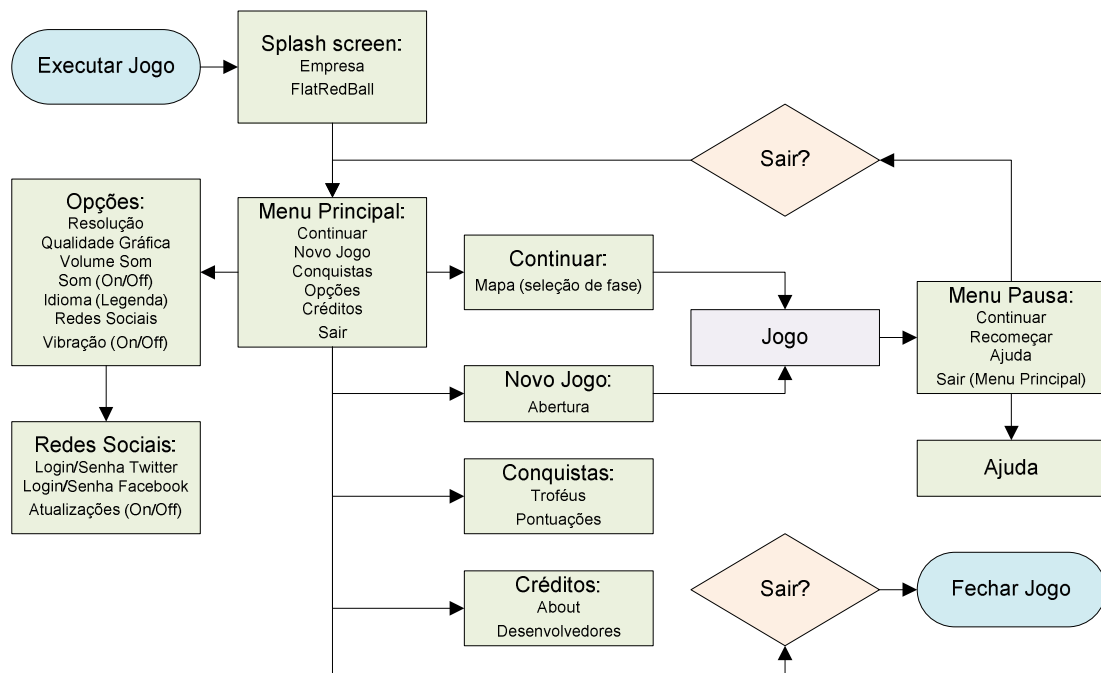 Executar Jogo
Splash screen:
Empresa
FlatRedBall
Sair?
Opções:
Resolução
Qualidade Gráfica
Volume Som
Som (On/Off)
Idioma (Legenda)
Redes Sociais
Vibração (On/Off)
Menu Principal:
Continuar
Novo Jogo
Conquistas
Opções
Créditos
Sair
Continuar:
Mapa (seleção de fase)
Jogo
Menu Pausa:
Continuar
Recomeçar
Ajuda
Sair (Menu Principal)
Novo Jogo:
Abertura
Redes Sociais:
Login/Senha Twitter
Login/Senha Facebook
Atualizações (On/Off)
Ajuda
Conquistas:
Troféus
Pontuações
Créditos:
About
Desenvolvedores
Sair?
Fechar Jogo